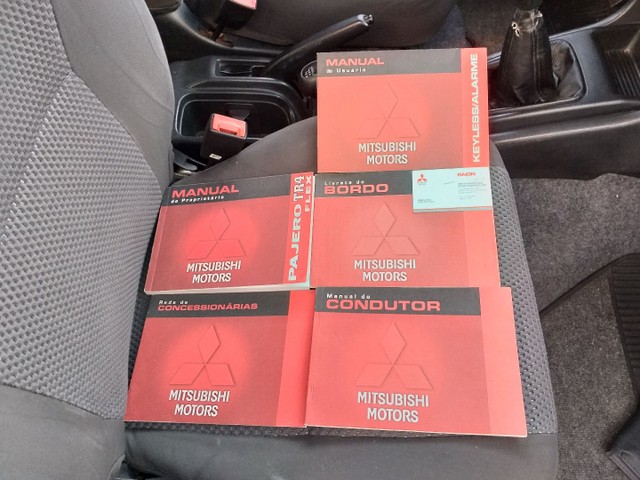 MANUAL
do Usuário
MITSUBISHI
MOTORS
KEYLESS/ALARME
MANUAL
do Proprietário
MITSUBISHI
MOTORS
PAJERO TR4
FLEX
Livrete de
BORDO
MITSUBISHI
MOTORS
Rede de
CONCESSIONÁRIAS
MITSUBISHI
MOTORS
Manual do
CONDUTOR
MITSUBISHI
MOTORS